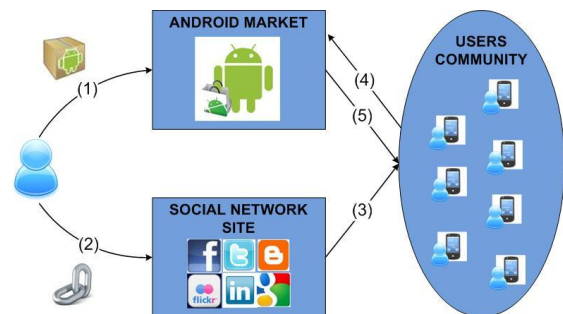 ANDROID MARKET
USERS
COMMUNITY
(1)
(4)
(5)
SOCIAL NETWORK
SITE
(3)
(2)
f
t
B
flickr
in
g